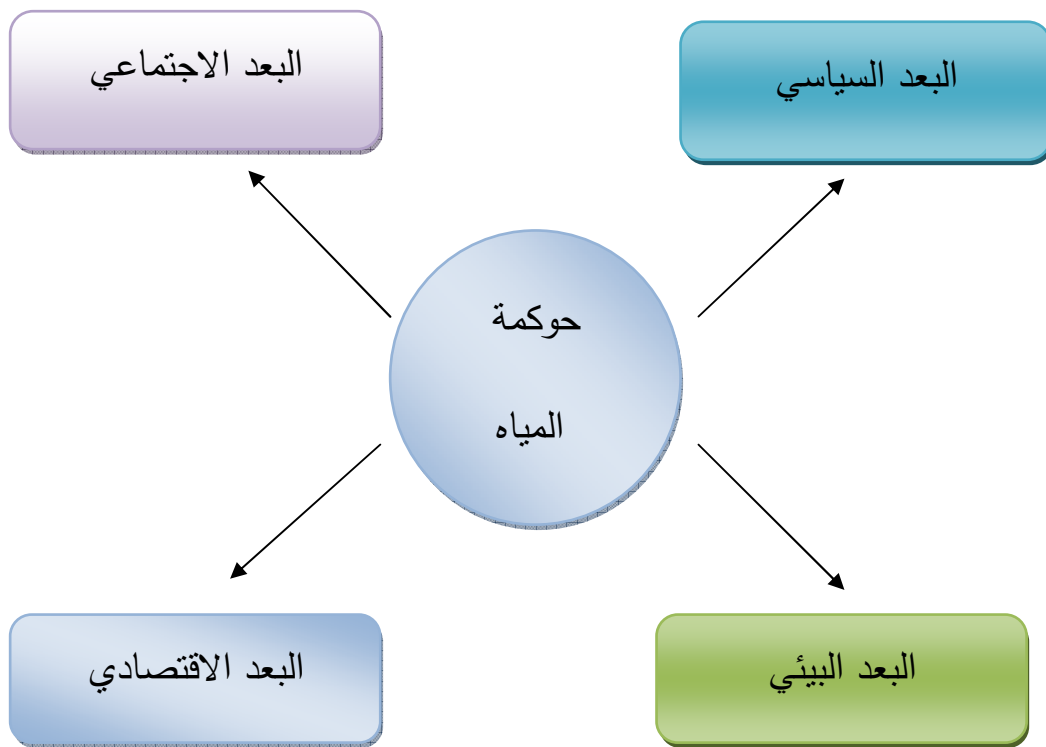 البعد السياسي
البعد الاجتماعي
حوكمة
المياه
البعد البيئي
البعد الاقتصادي